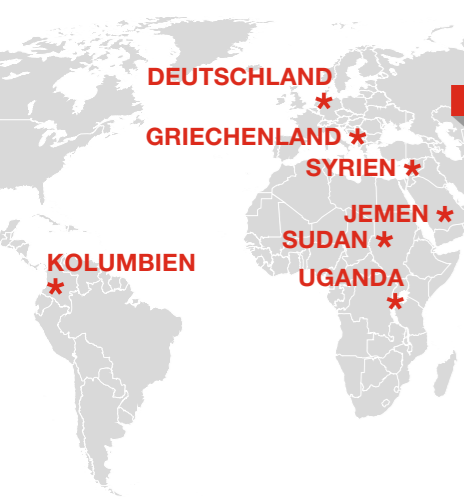 DEUTSCHLAND
GRIECHENLAND
SYRIEN
JEMEN
SUDAN
KOLUMBIEN
UGANDA